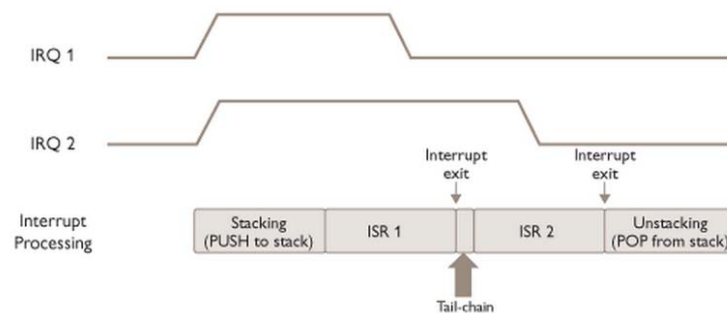 IRQ 1
IRQ 2
Interrupt
exit
Interrupt
exit
Interrupt
Processing
Stacking
(PUSH to stack)
ISR 1
ISR 2
Unstacking
(POP from stack)
Tail-chain